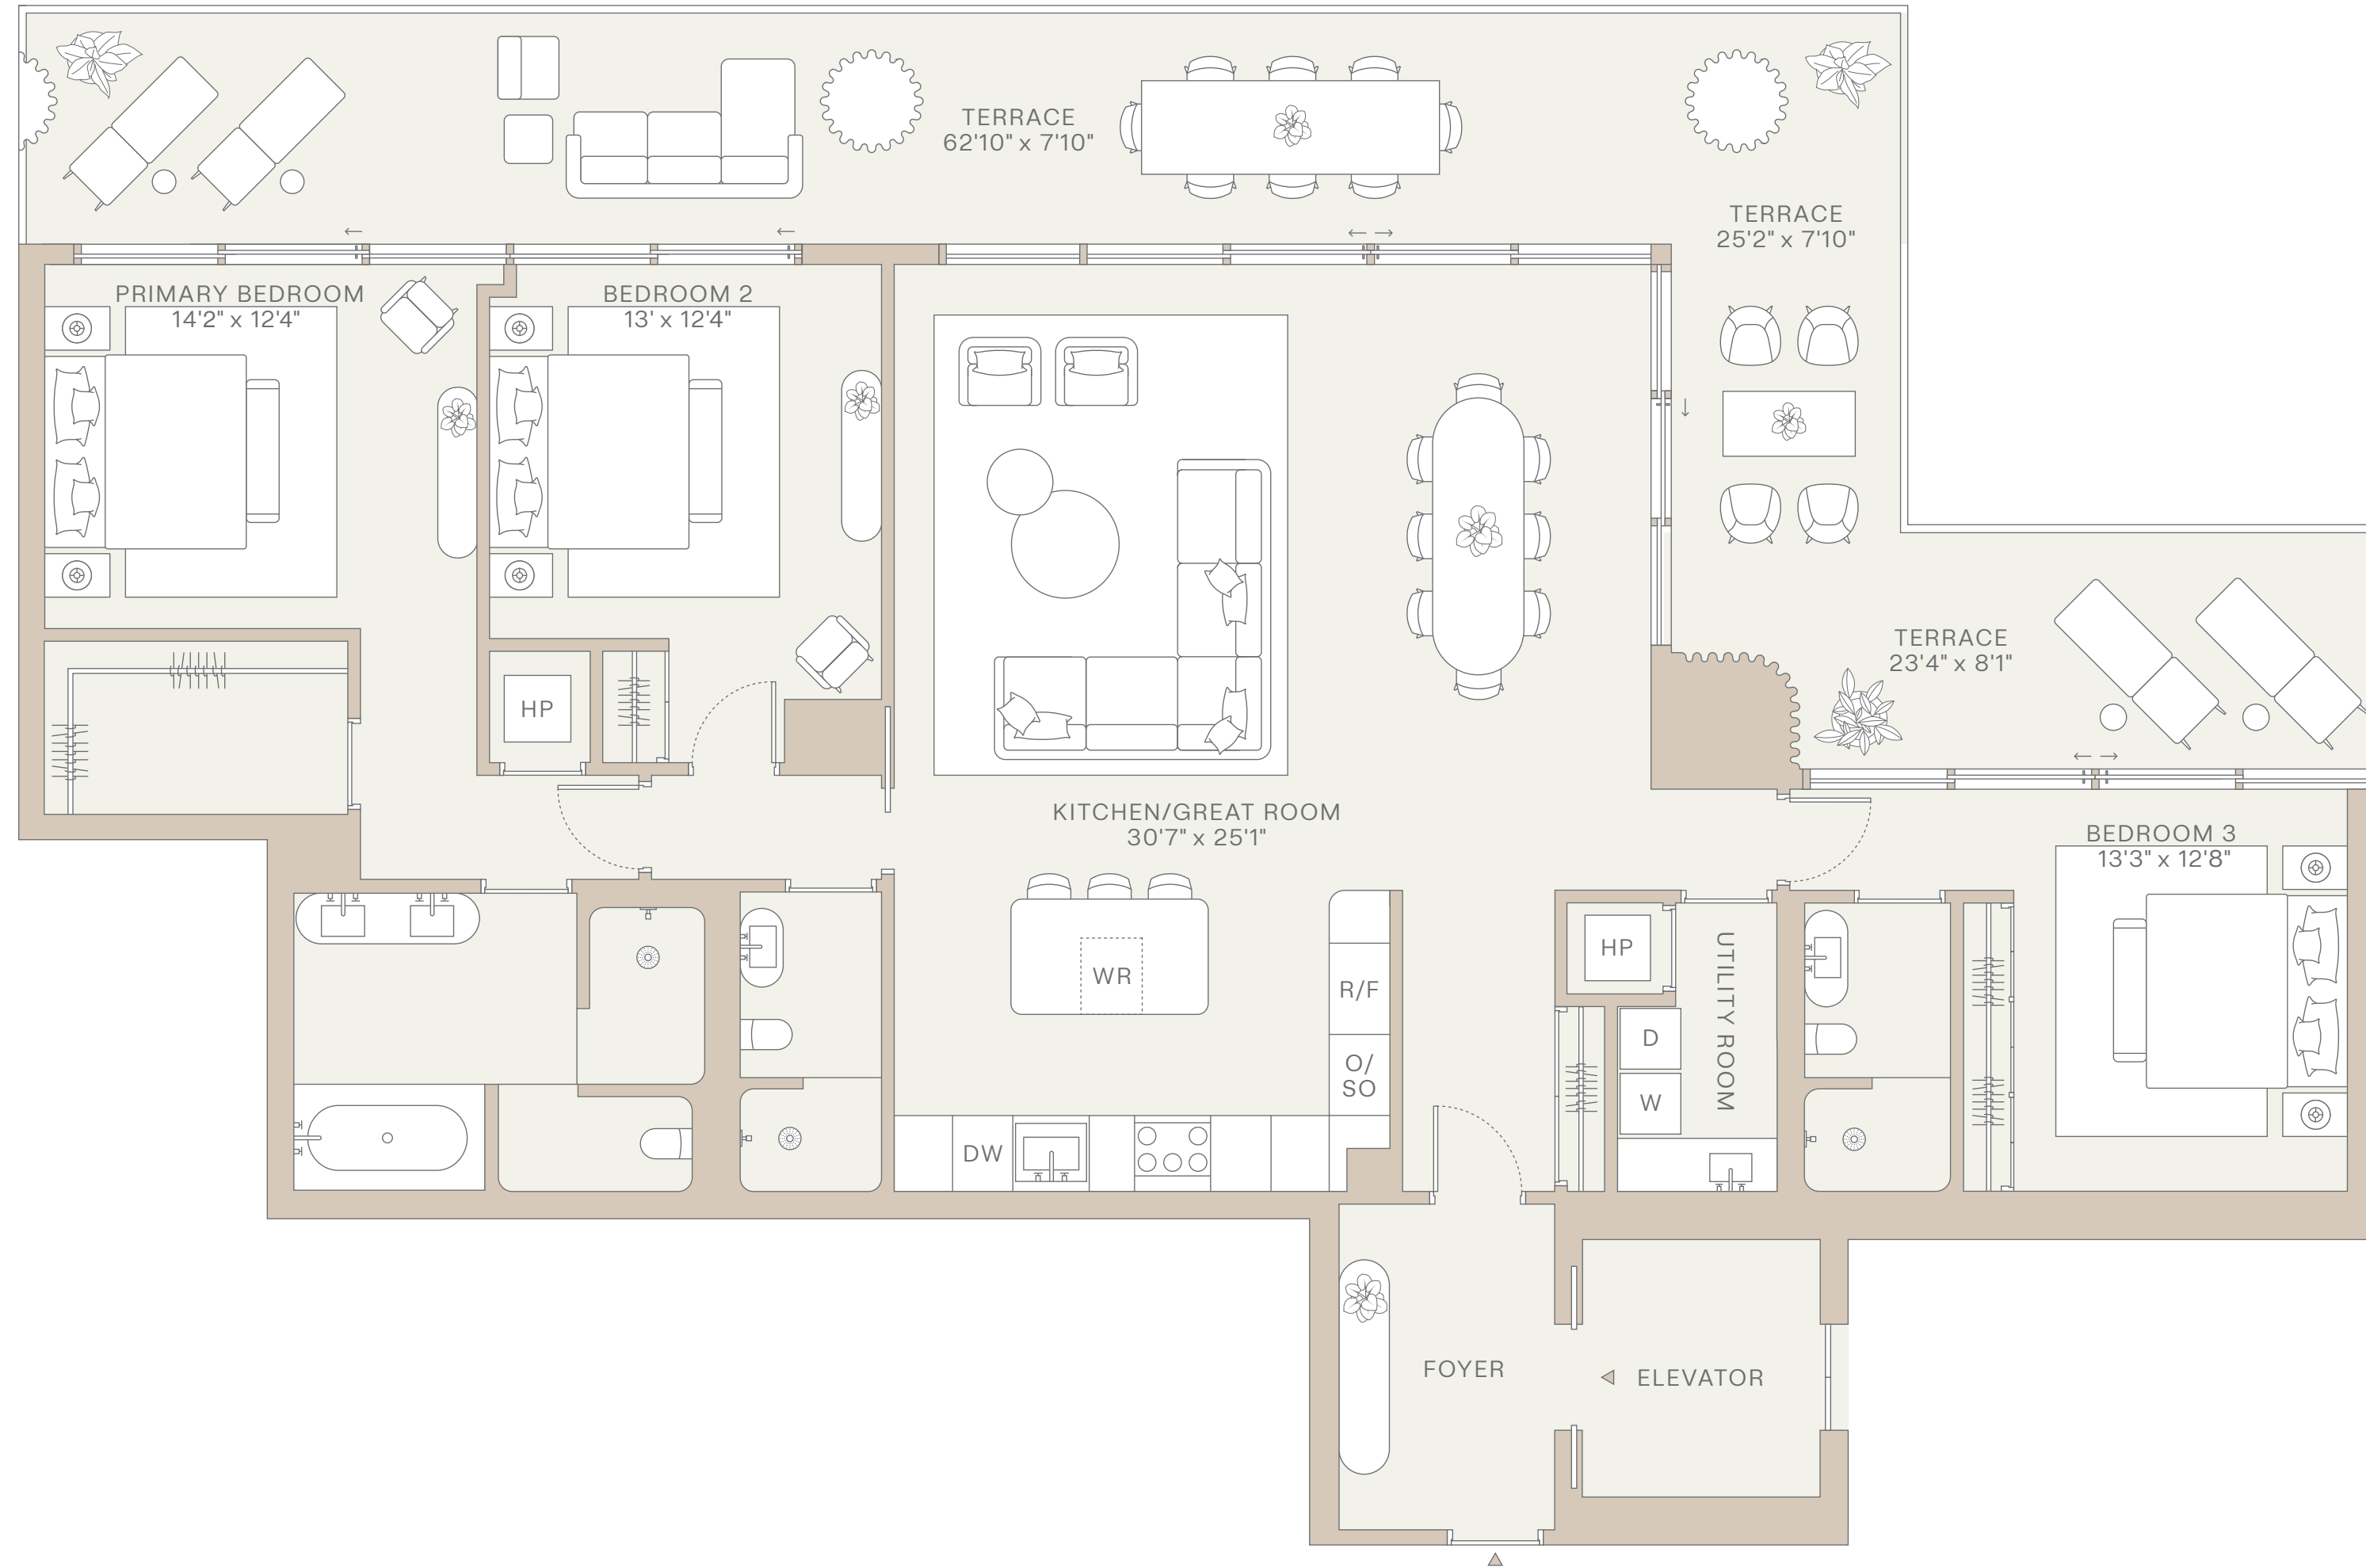 TERRACE
62'10" x 7'10"
TERRACE
25'2" x 7'10"
PRIMARY BEDROOM
14'2" x 12'4"
BEDROOM 2
13' x 12'4"
TERRACE
23'4" x 8'1"
HP
KITCHEN/GREAT ROOM
30'7" x 25'1"
BEDROOM 3
13'3" x 12'8"
WR
R/F
O/
SO
DW
HP
D
W
UTILITY ROOM
FOYER
ELEVATOR